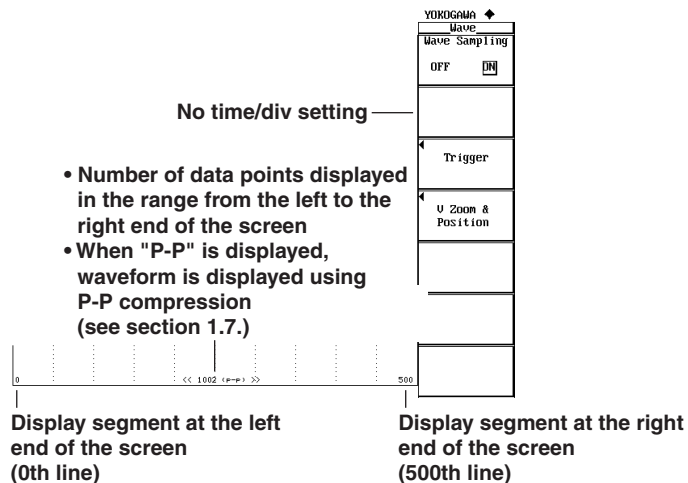 YOKOGAWA ◆
Wave
Wave Sampling
OFF ON
No time/div setting
Trigger
• Number of data points displayed
in the range from the left to the
right end of the screen
V Zoom &
Position
• When "P-P" is displayed,
waveform is displayed using
P-P compression
(see section 1.7.)
0 << 1002 (P-P) >> 500
Display segment at the left
end of the screen
(0th line)
Display segment at the right
end of the screen
(500th line)